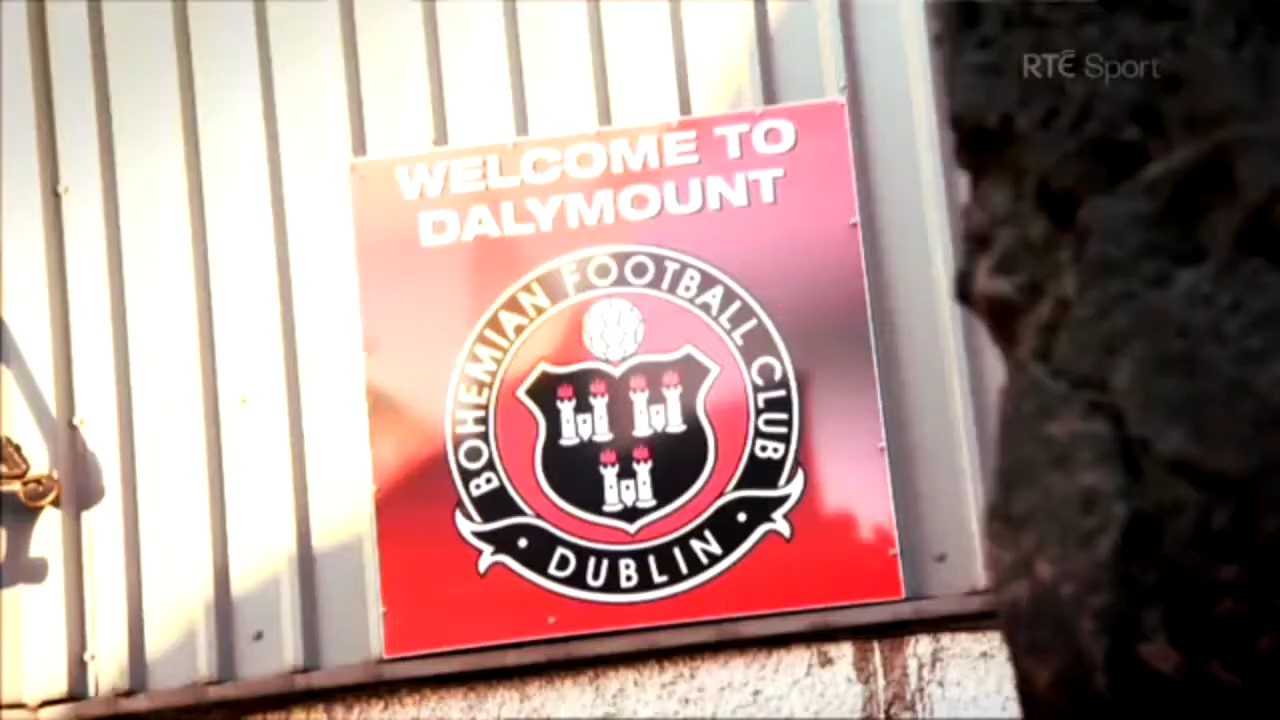 RTÉ Sport
WELCOME TO
DALYMOUNT
BOHEMIAN FOOTBALL CLUB
DUBLIN